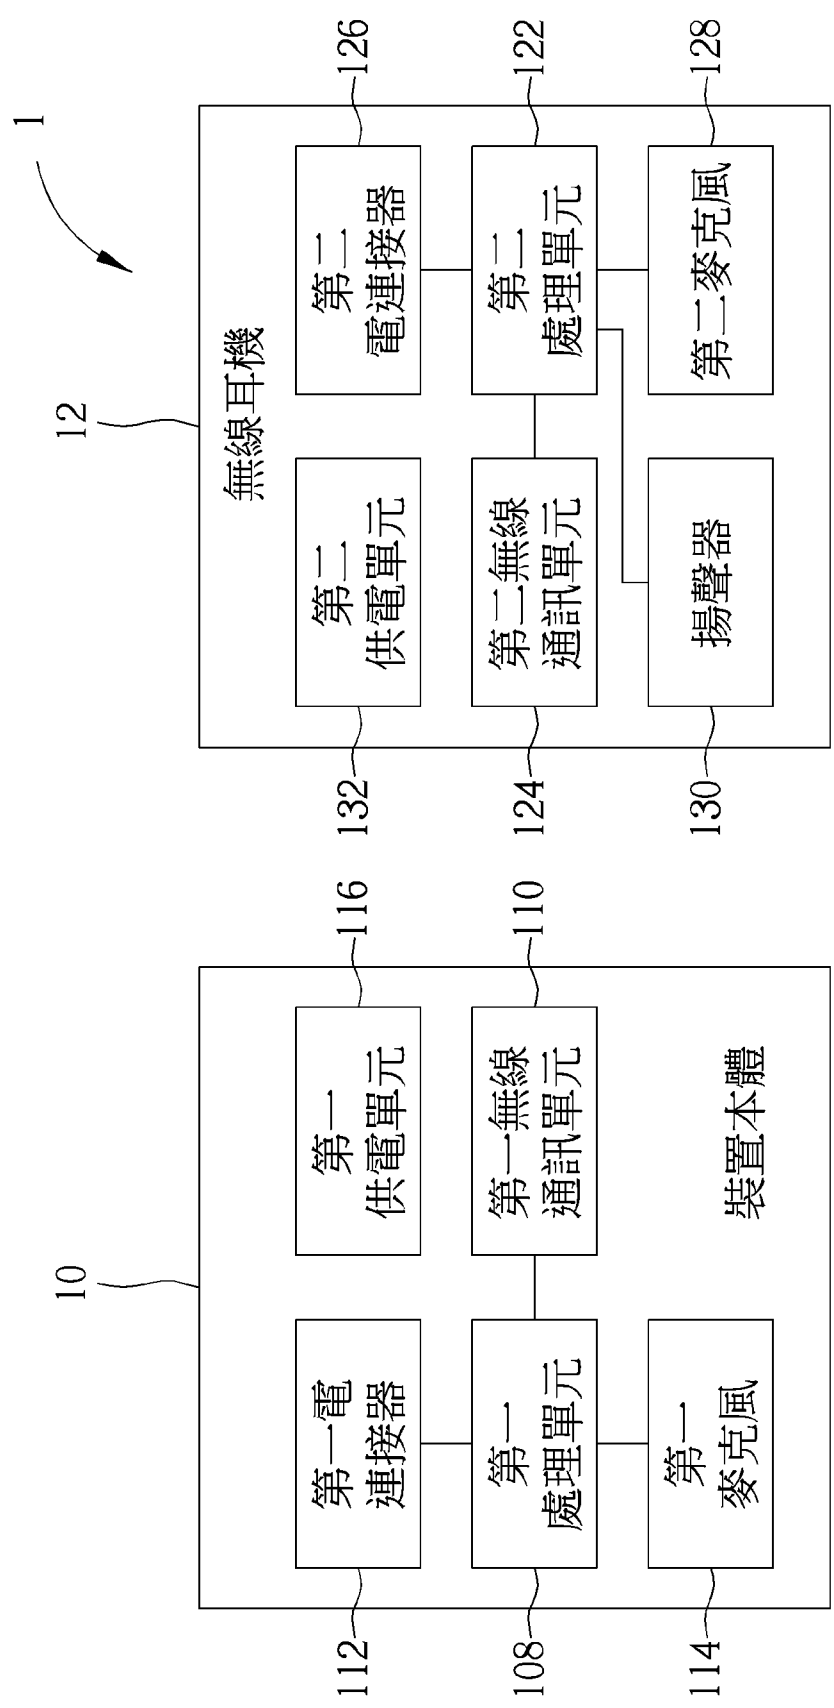 1
10
12
無線耳機
112
第一電
連接器
第一
供電單元
116
132
第二
供電單元
第二
電連接器
126
108
第一
處理單元
第一無線
通訊單元
110
124
第二無線
通訊單元
第二
處理單元
122
114
第一
麥克風
裝置本體
130
揚聲器
第二麥克風
128